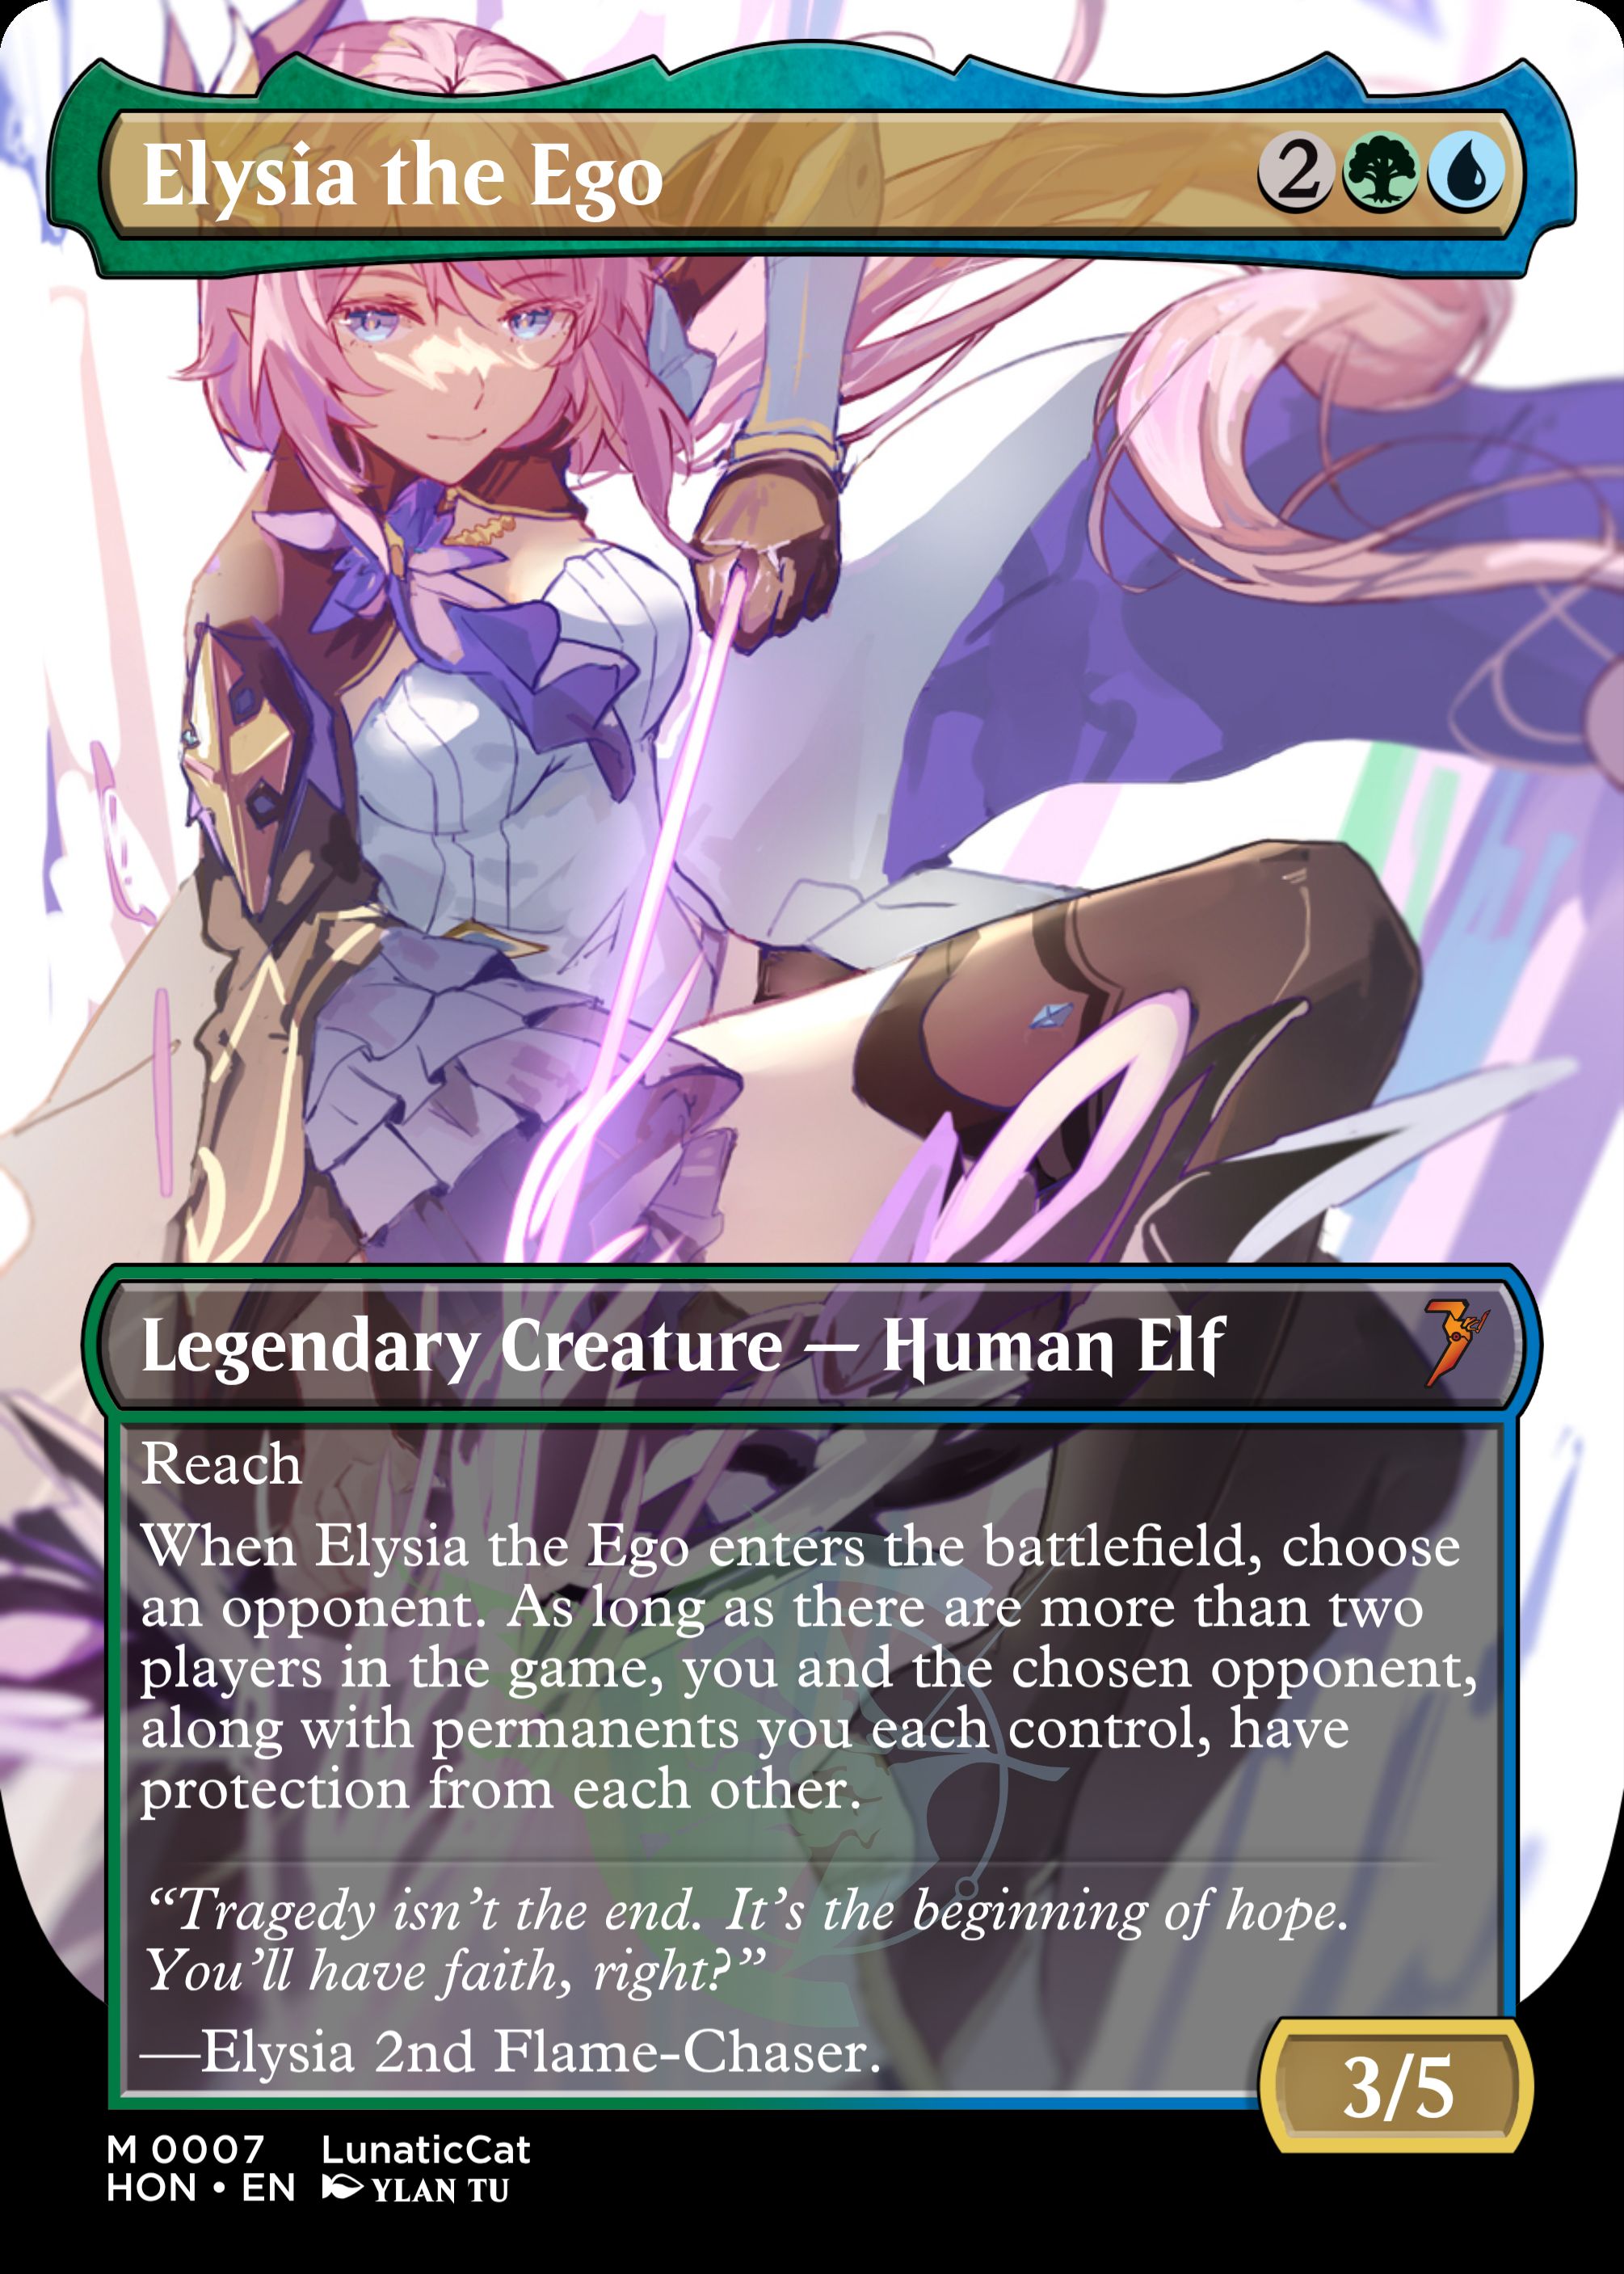 Elysia the Ego 2
Legendary Creature — Human Elf
Reach
When Elysia the Ego enters the battlefield, choose
an opponent. As long as there are more than two
players in the game, you and the chosen opponent,
along with permanents you each control, have
protection from each other.
“Tragedy isn’t the end. It’s the beginning of hope.
You’ll have faith, right?”
—Elysia 2nd Flame-Chaser.
3/5
M 0007 LunaticCat
HON • EN YLAN TU